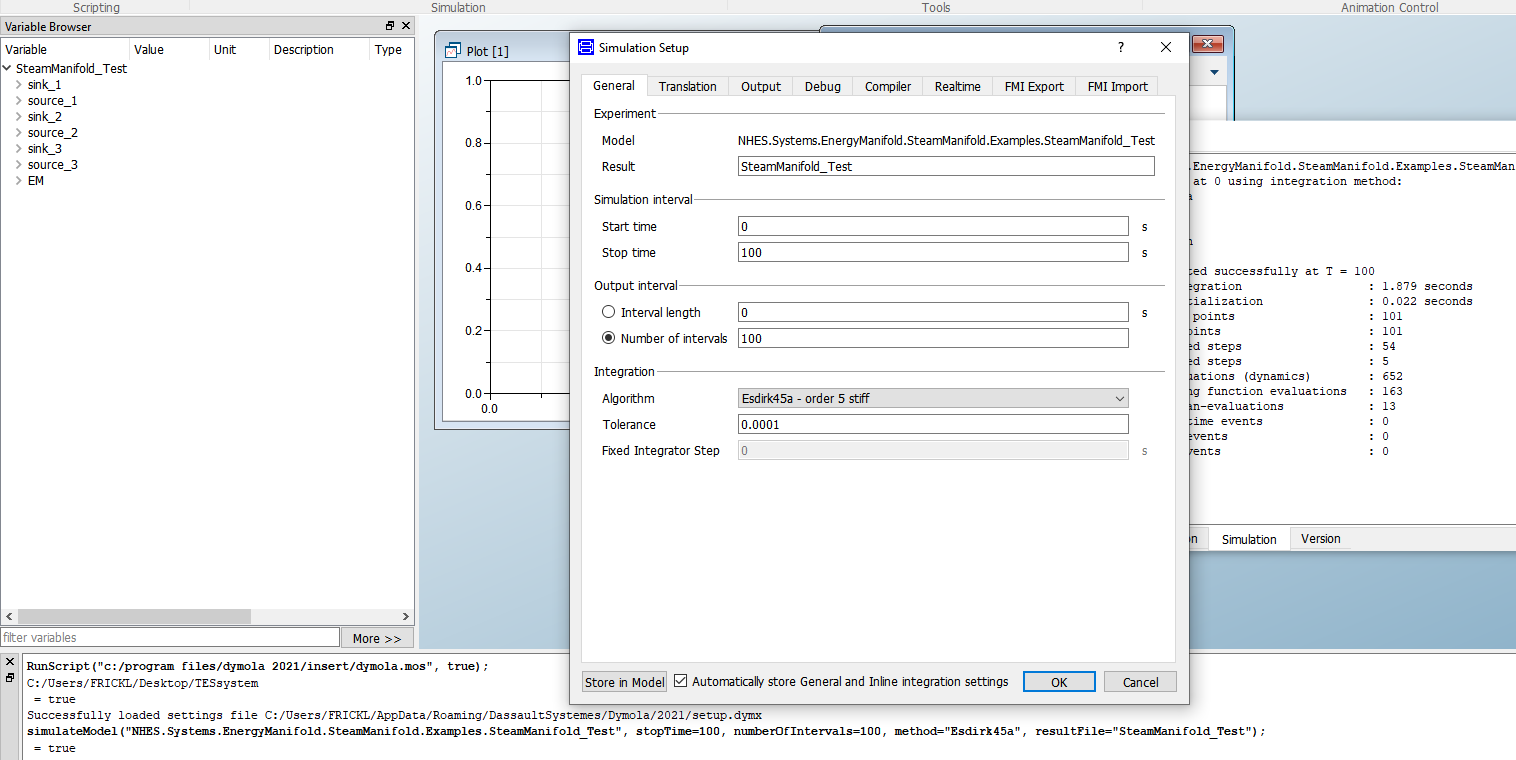 Scripting Simulation Tools Animation Control
Variable Browser
Variable Value Unit Description Type
SteamManifold_Test
sink_1
source_1
sink_2
source_2
sink_3
source_3
EM
filter variables More >>
Plot [1]
1.0
0.8
0.6
0.4
0.2
0.0
0.0
Simulation Setup ?
General Translation Output Debug Compiler Realtime FMI Export FMI Import
Experiment
Model NHES.Systems.EnergyManifold.SteamManifold.Examples.SteamManifold_Test
Result SteamManifold_Test
Simulation interval
Start time 0 s
Stop time 100 s
Output interval
Interval length 0 s
Number of intervals 100
Integration
Algorithm Esdirk45a - order 5 stiff
Tolerance 0.0001
Fixed Integrator Step 0 s
Store in Model Automatically store General and Inline integration settings OK Cancel
.EnergyManifold.SteamManifold.Examples.SteamMan
at 0 using integration method:
ted successfully at T = 100
egration : 1.879 seconds
tialization : 0.022 seconds
points : 101
oints : 101
ed steps : 54
ed steps : 5
uations (dynamics) : 652
ng function evaluations : 163
an-evaluations : 13
time events : 0
events : 0
vents : 0
on Simulation Version
RunScript("c:/program files/dymola 2021/insert/dymola.mos", true);
C:/Users/FRICKL/Desktop/TESsystem
= true
Successfully loaded settings file C:/Users/FRICKL/AppData/Roaming/DassaultSystemes/Dymola/2021/setup.dymx
simulateModel("NHES.Systems.EnergyManifold.SteamManifold.Examples.SteamManifold_Test", stopTime=100, numberOfIntervals=100, method="Esdirk45a", resultFile="SteamManifold_Test");
= true